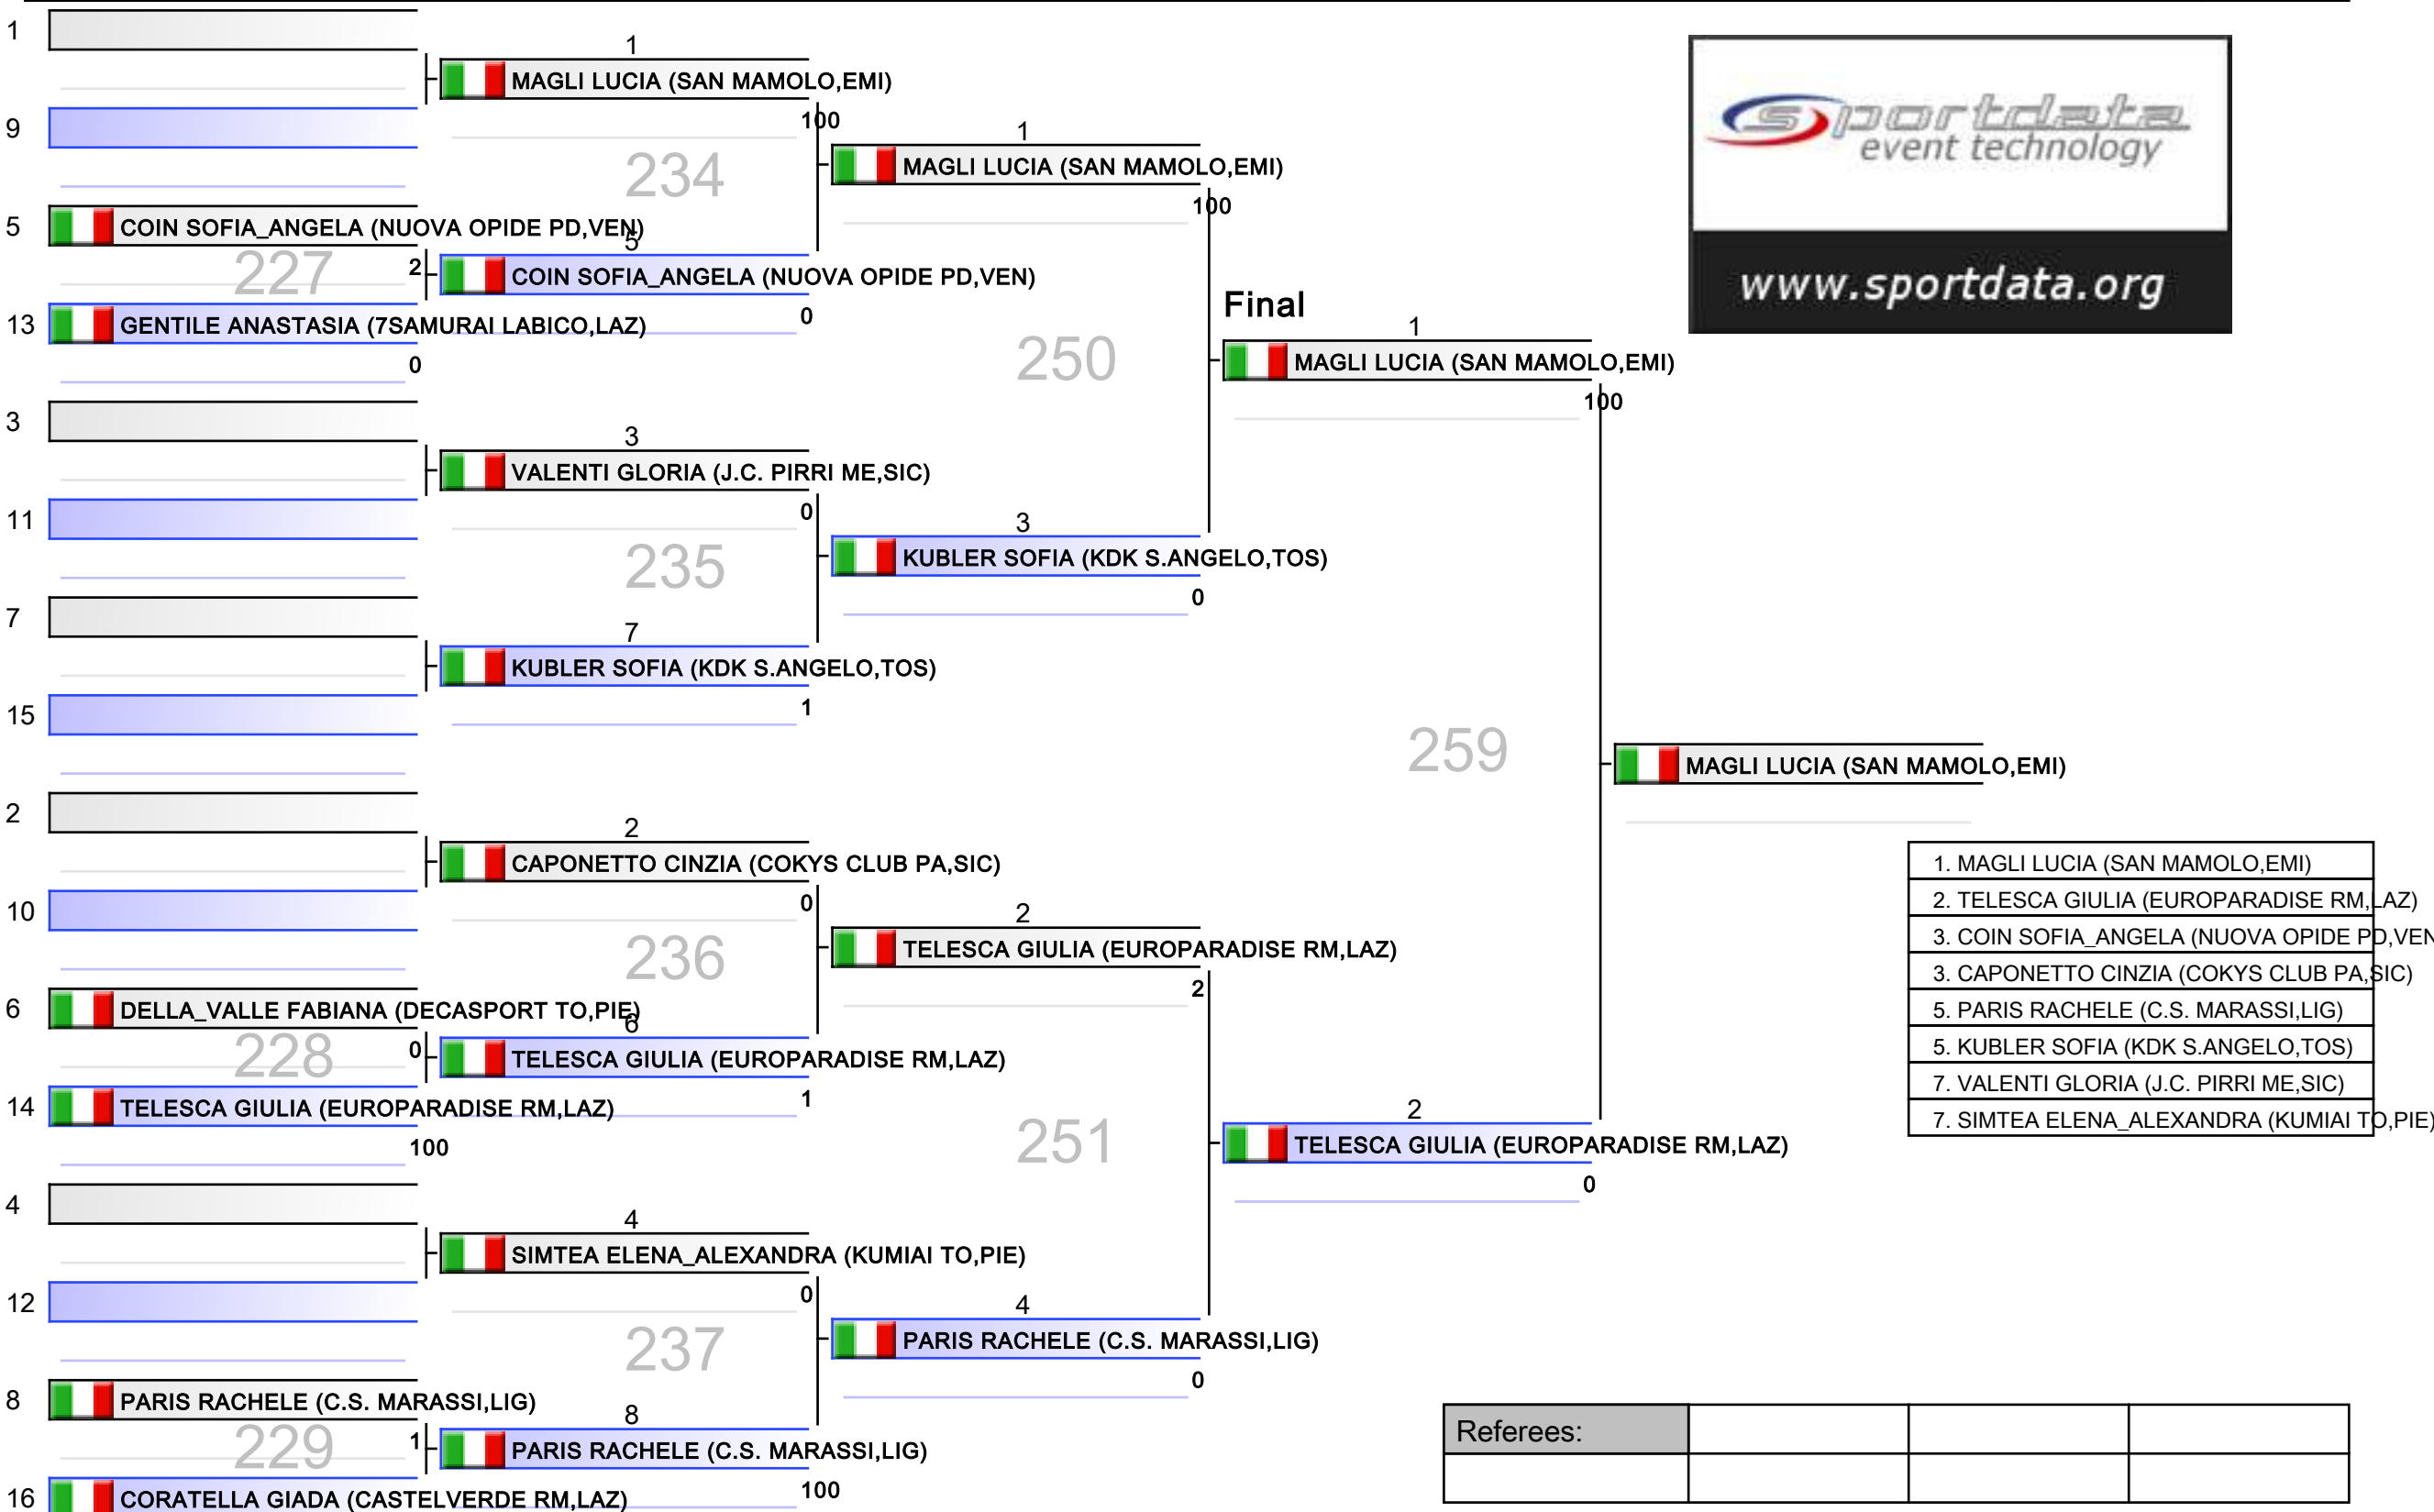 1
9
5
COIN SOFIA_ANGELA (NUOVA OPIDE PD,VEN)
227
2
13
GENTILE ANASTASIA (7SAMURAI LABICO,LAZ)
0
3
11
7
15
2
10
6
DELLA_VALLE FABIANA (DECASPORT TO,PIE)
228
0
14
TELESCA GIULIA (EUROPARADISE RM,LAZ)
100
4
12
8
PARIS RACHELE (C.S. MARASSI,LIG)
229
1
16
CORATELLA GIADA (CASTELVERDE RM,LAZ)
1
MAGLI LUCIA (SAN MAMOLO,EMI)
100
234
5
COIN SOFIA_ANGELA (NUOVA OPIDE PD,VEN)
0
3
VALENTI GLORIA (J.C. PIRRI ME,SIC)
0
235
7
KUBLER SOFIA (KDK S.ANGELO,TOS)
1
2
CAPONETTO CINZIA (COKYS CLUB PA,SIC)
0
236
6
TELESCA GIULIA (EUROPARADISE RM,LAZ)
1
4
SIMTEA ELENA_ALEXANDRA (KUMIAI TO,PIE)
0
237
8
PARIS RACHELE (C.S. MARASSI,LIG)
100
1
MAGLI LUCIA (SAN MAMOLO,EMI)
100
250
3
KUBLER SOFIA (KDK S.ANGELO,TOS)
0
2
TELESCA GIULIA (EUROPARADISE RM,LAZ)
2
251
4
PARIS RACHELE (C.S. MARASSI,LIG)
0
Final
1
MAGLI LUCIA (SAN MAMOLO,EMI)
100
259
2
TELESCA GIULIA (EUROPARADISE RM,LAZ)
0
MAGLI LUCIA (SAN MAMOLO,EMI)
sportdata
event technology
www.sportdata.org
1. MAGLI LUCIA (SAN MAMOLO,EMI)
2. TELESCA GIULIA (EUROPARADISE RM,LAZ)
3. COIN SOFIA_ANGELA (NUOVA OPIDE PD,VEN
3. CAPONETTO CINZIA (COKYS CLUB PA,SIC)
5. PARIS RACHELE (C.S. MARASSI,LIG)
5. KUBLER SOFIA (KDK S.ANGELO,TOS)
7. VALENTI GLORIA (J.C. PIRRI ME,SIC)
7. SIMTEA ELENA_ALEXANDRA (KUMIAI TO,PIE)
Referees: